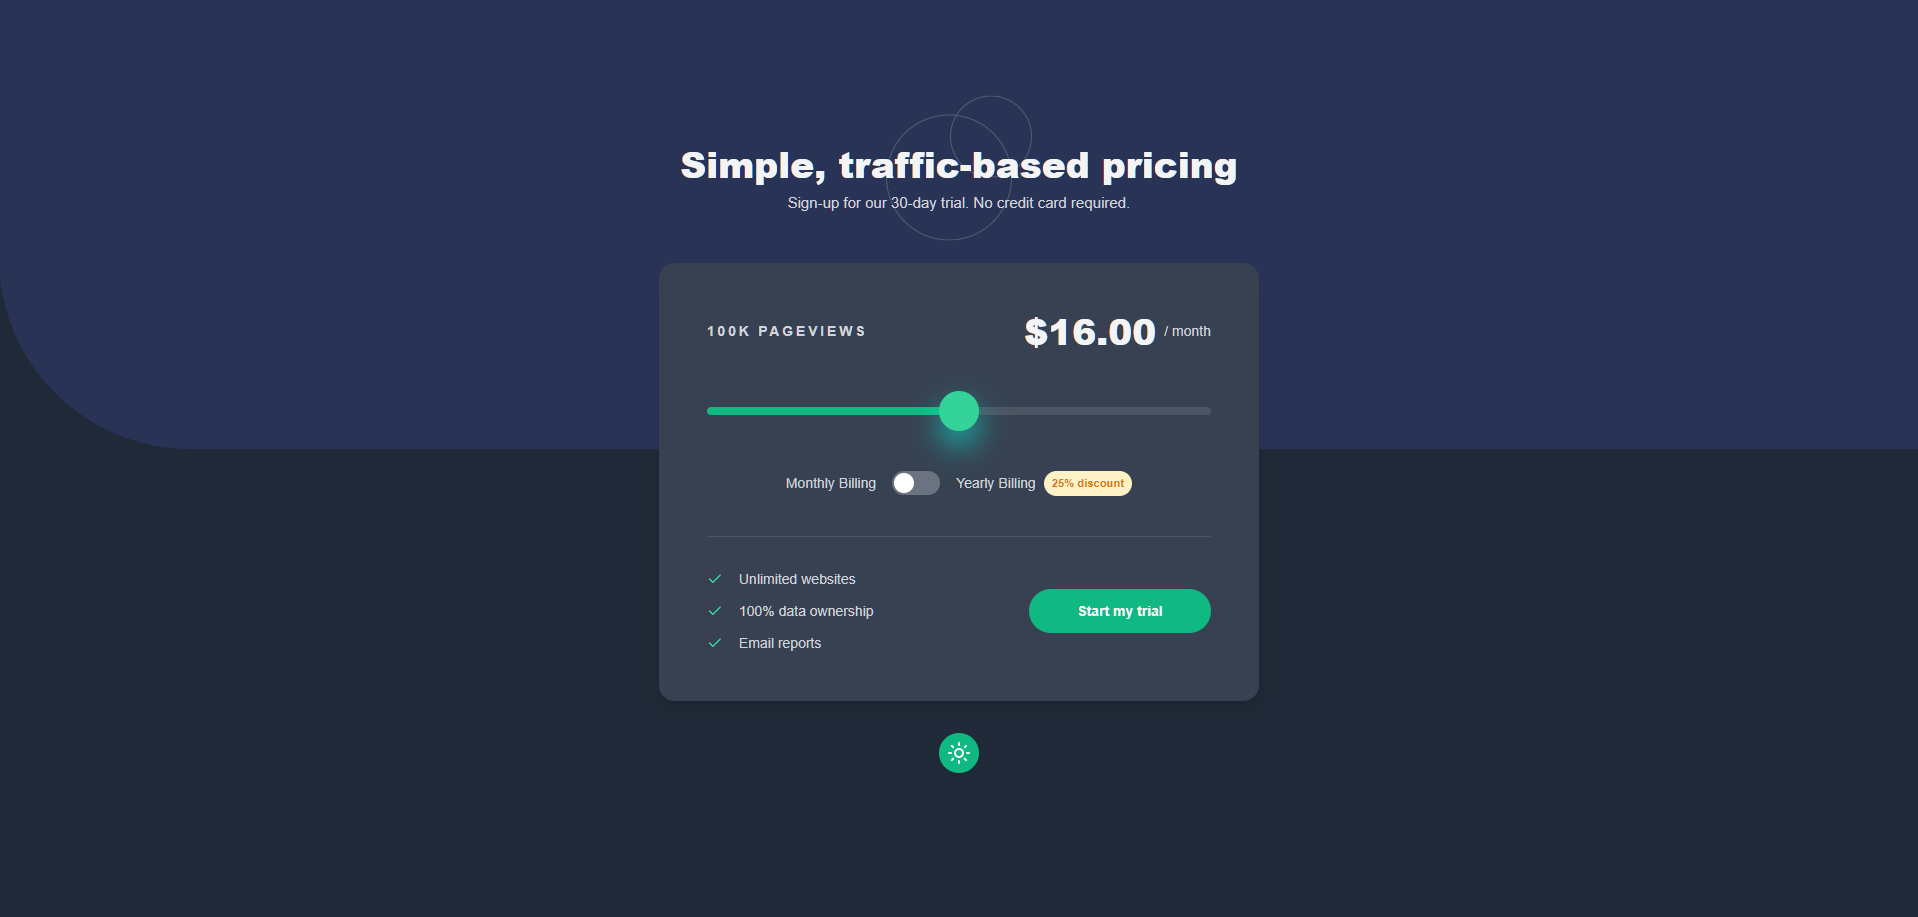 Simple, traffic-based pricing
Sign-up for our 30-day trial. No credit card required.
100K PAGEVIEWS
$16.00 / month
Monthly Billing
Yearly Billing
25% discount
Unlimited websites
100% data ownership
Email reports
Start my trial